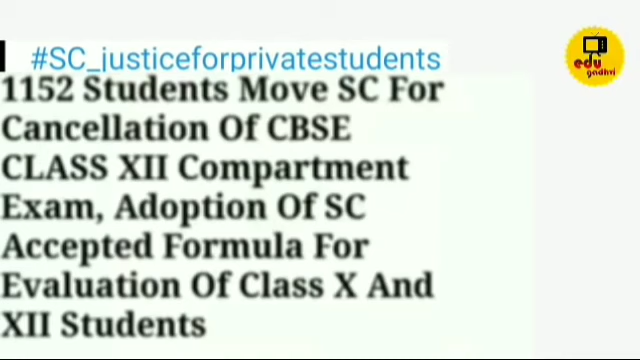 #SC_justiceforprivatestudents
1152 Students Move SC For
Cancellation Of CBSE
CLASS XII Compartment
Exam, Adoption Of SC
Accepted Formula For
Evaluation Of Class X And
XII Students
edu
gadhri